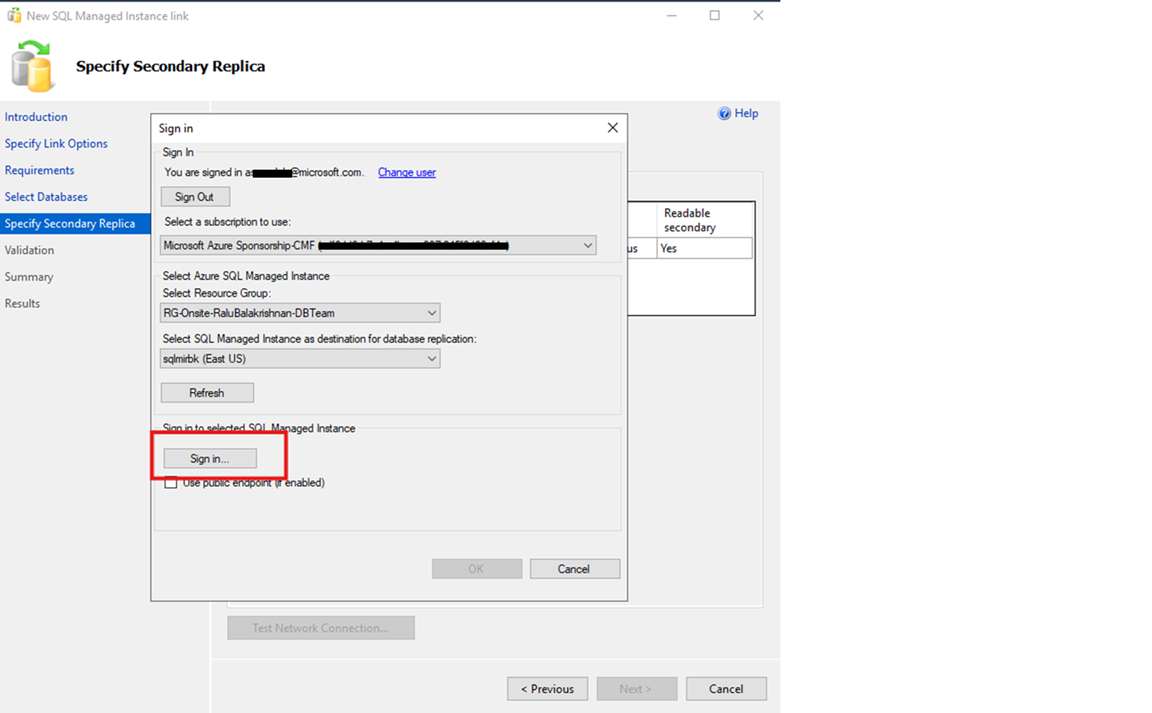 New SQL Managed Instance link
Specify Secondary Replica
Help
Introduction
Specify Link Options
Requirements
Select Databases
Specify Secondary Replica
Validation
Summary
Results
Sign in
Sign In
You are signed in as @microsoft.com. Change user
Sign Out
Select a subscription to use:
Microsoft Azure Sponsorship-CMF
Select Azure SQL Managed Instance
Select Resource Group:
RG-Onsite-RaluBalakrishnan-DBTeam
Select SQL Managed Instance as destination for database replication:
sqlmirbk (East US)
Refresh
Sign in to selected SQL Managed Instance
Sign in...
Use public endpoint (if enabled)
OK
Cancel
Readable
secondary
us
Yes
Test Network Connection...
< Previous
Next >
Cancel